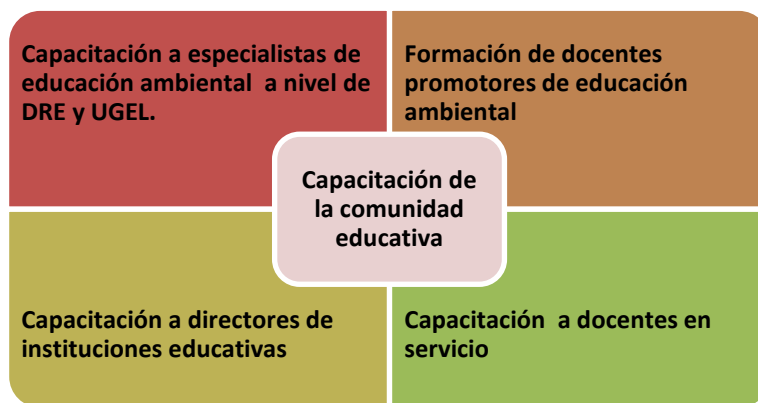 Capacitación a especialistas de
educación ambiental  a nivel de
DRE y UGEL.
Formación de docentes
promotores de educación
ambiental
Capacitación de
la comunidad
educativa
Capacitación a directores de
instituciones educativas
Capacitación  a docentes en
servicio